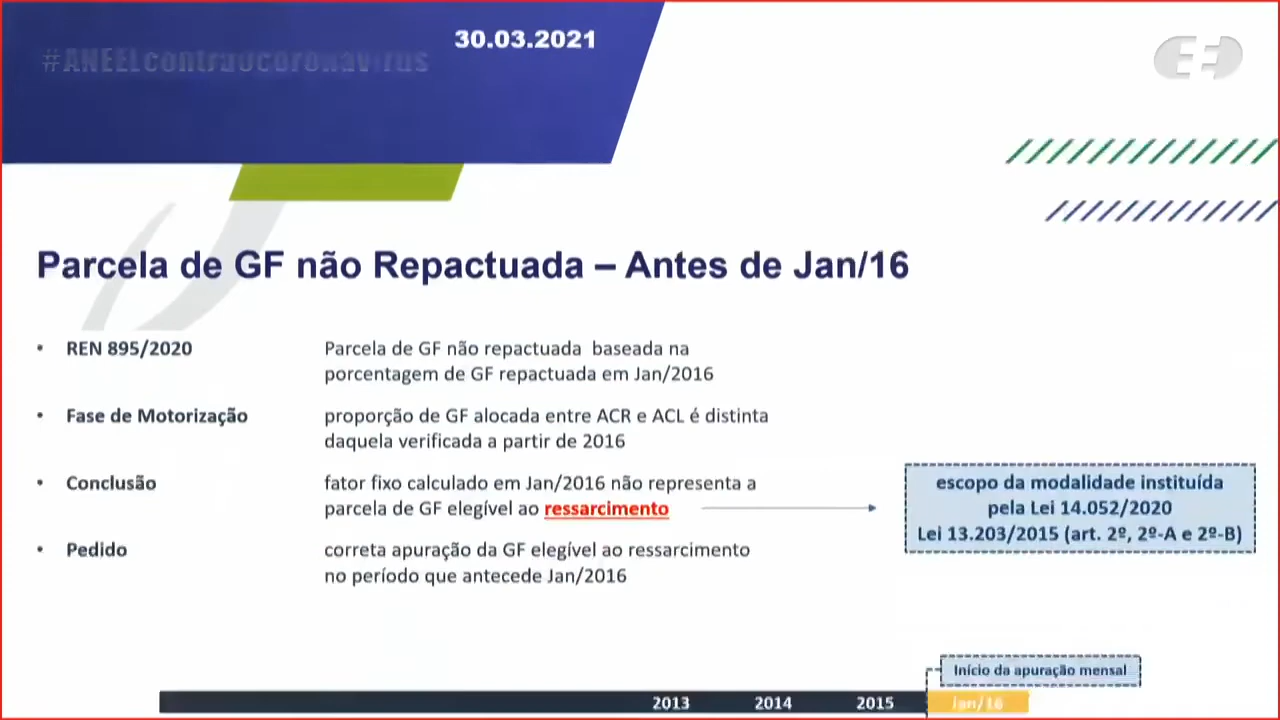 30.03.2021
#ANEELcontraocoronavirus
Parcela de GF não Repactuada – Antes de Jan/16
• REN 895/2020
Parcela de GF não repactuada baseada na
porcentagem de GF repactuada em Jan/2016
• Fase de Motorização
proporção de GF alocada entre ACR e ACL é distinta
daquela verificada a partir de 2016
• Conclusão
fator fixo calculado em Jan/2016 não representa a
parcela de GF elegível ao ressarcimento
escopo da modalidade instituída
pela Lei 14.052/2020
Lei 13.203/2015 (art. 2º, 2º-A e 2º-B)
• Pedido
correta apuração da GF elegível ao ressarcimento
no período que antecede Jan/2016
Início da apuração mensal
2013 2014 2015 Jan/16